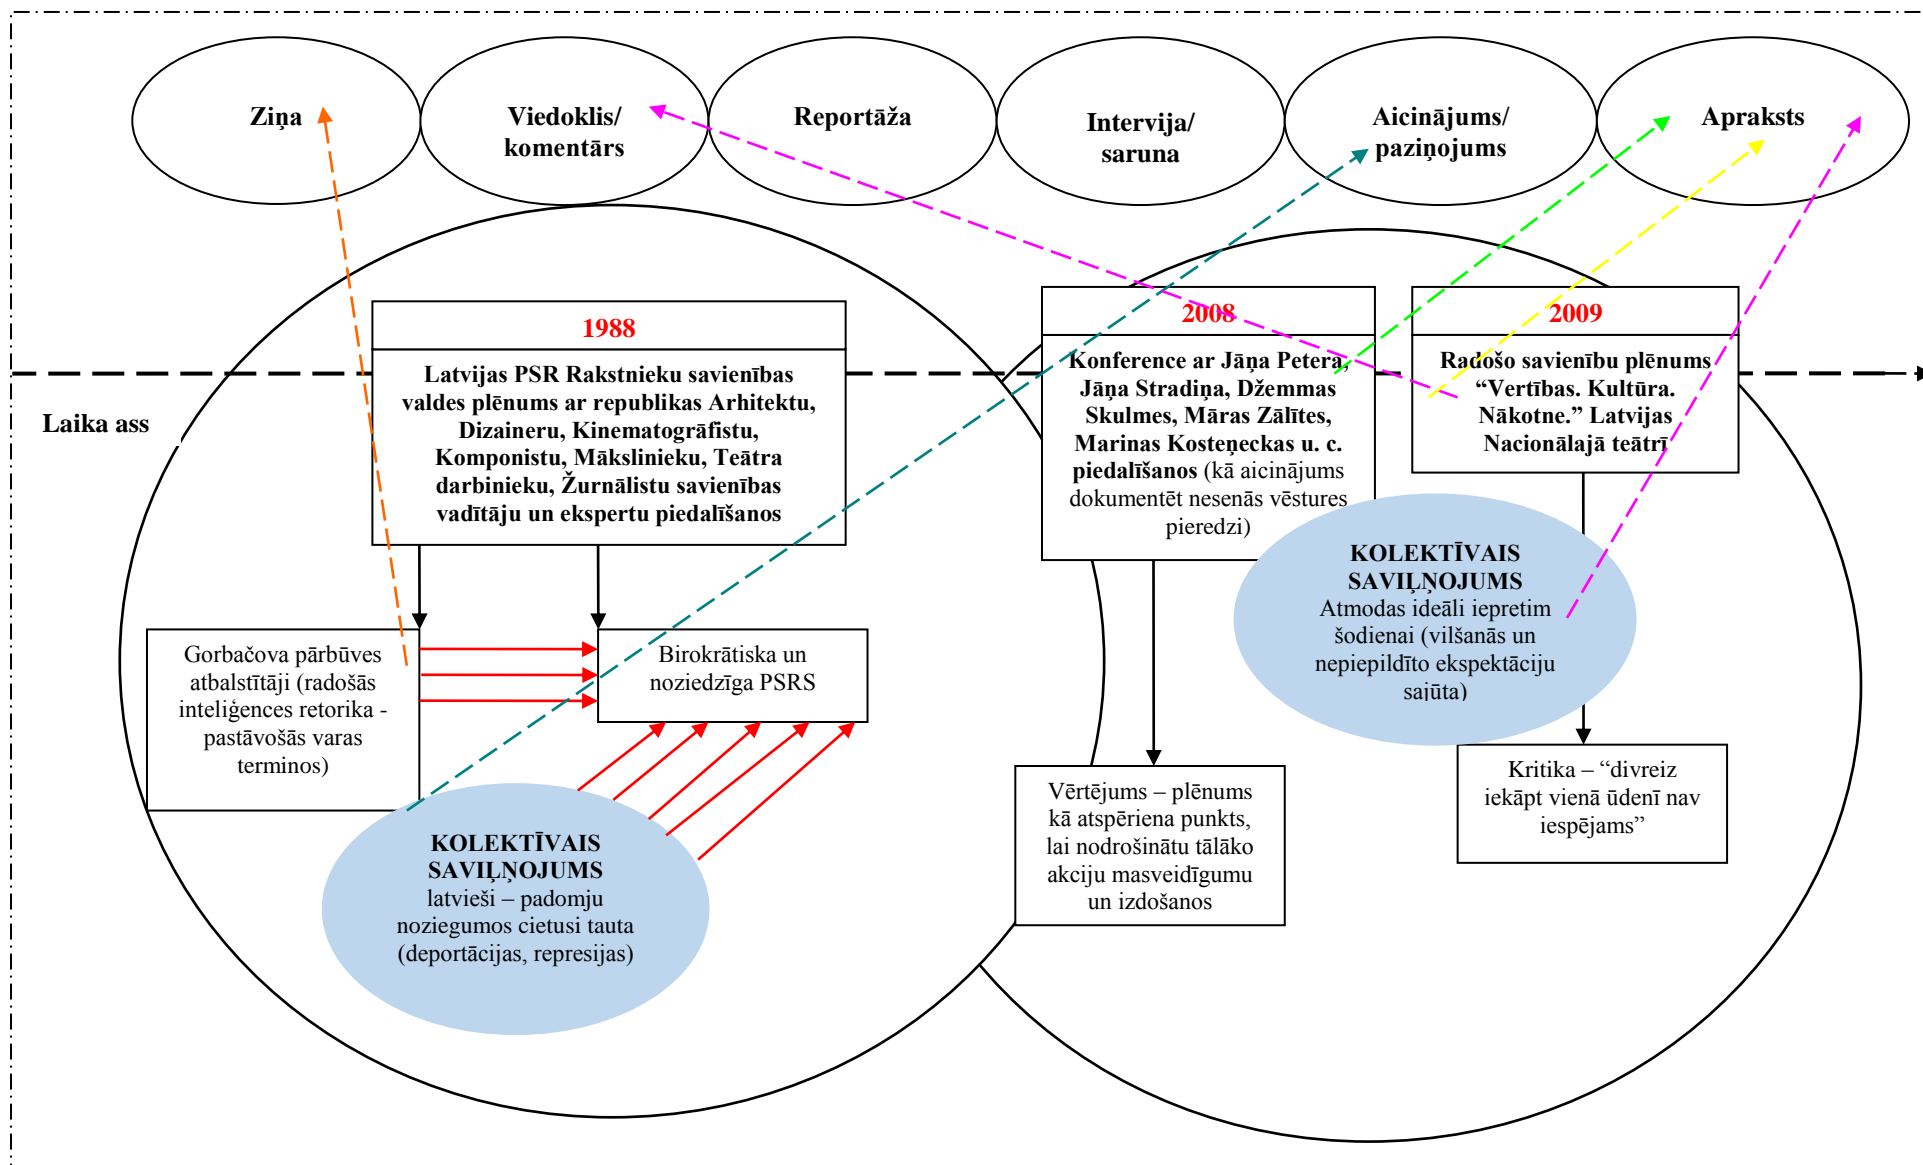 Ziņa
Viedoklis/
komentārs
Reportāža
Intervija/
saruna
Aicinājums/
paziņojums
Apraksts
Laika ass
1988
Latvijas PSR Rakstnieku savienības
valdes plēnums ar republikas Arhitektu,
Dizaineru, Kinematogrāfistu,
Komponistu, Mākslinieku, Teātra
darbinieku, Žurnālistu savienības
vadītāju un ekspertu piedalīšanos
2008
Konference ar Jāņa Petera,
Jāņa Stradiņa, Džemmas
Skulmes, Māras Zālītes,
Marinas Kosteņeckas u. c.
piedalīšanos (kā aicinājums
dokumentēt nesenās vēstures
pieredzi)
2009
Radošo savienību plēnums
“Vertības. Kultūra.
Nākotne.” Latvijas
Nacionālajā teātrī
Gorbačova pārbūves
atbalstītāji (radošās
inteliģences retorika -
pastāvošās varas
terminos)
Birokrātiska un
noziedzīga PSRS
KOLEKTĪVAIS
SAVIĻŅOJUMS
latvieši – padomju
noziegumos cietusi tauta
(deportācijas, represijas)
KOLEKTĪVAIS
SAVIĻŅOJUMS
Atmodas ideāli iepretim
šodienai (vilšanās un
nepiepildīto ekspektāciju
sajūta)
Vērtējums – plēnums
kā atspēriena punkts,
lai nodrošinātu tālāko
akciju masveidīgumu
un izdošanos
Kritika – “divreiz
iekāpt vienā ūdenī nav
iespējams”